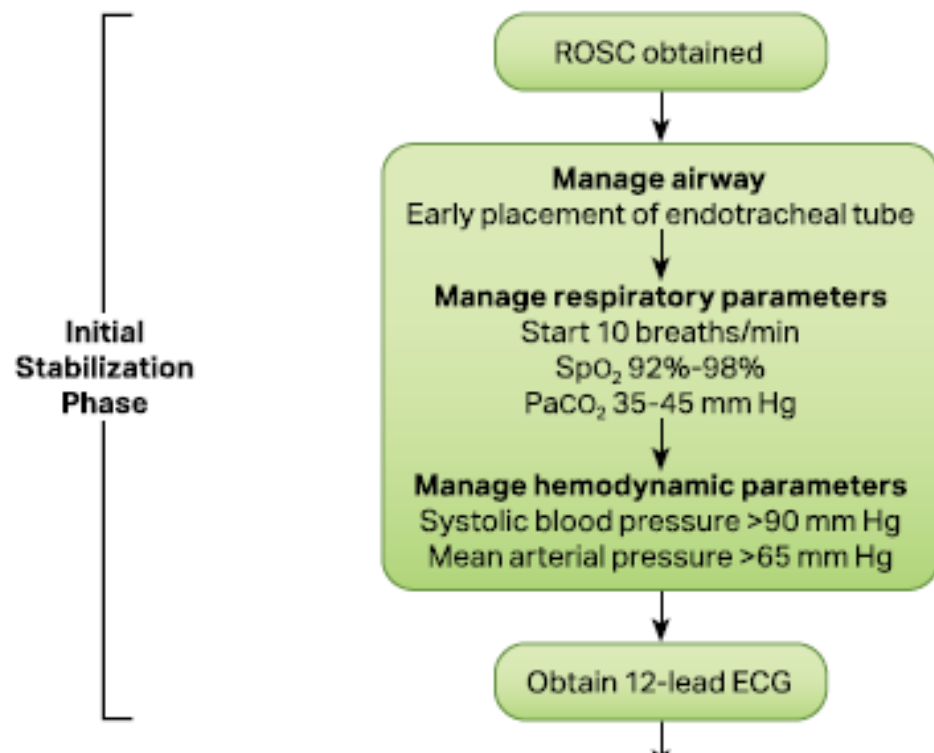 ROSC obtained
Manage airway
Early placement of endotracheal tube
Manage respiratory parameters
Start 10 breaths/min
SpO₂ 92%-98%
PaCO₂ 35-45 mm Hg
Manage hemodynamic parameters
Systolic blood pressure >90 mm Hg
Mean arterial pressure >65 mm Hg
Obtain 12-lead ECG
Initial
Stabilization
Phase